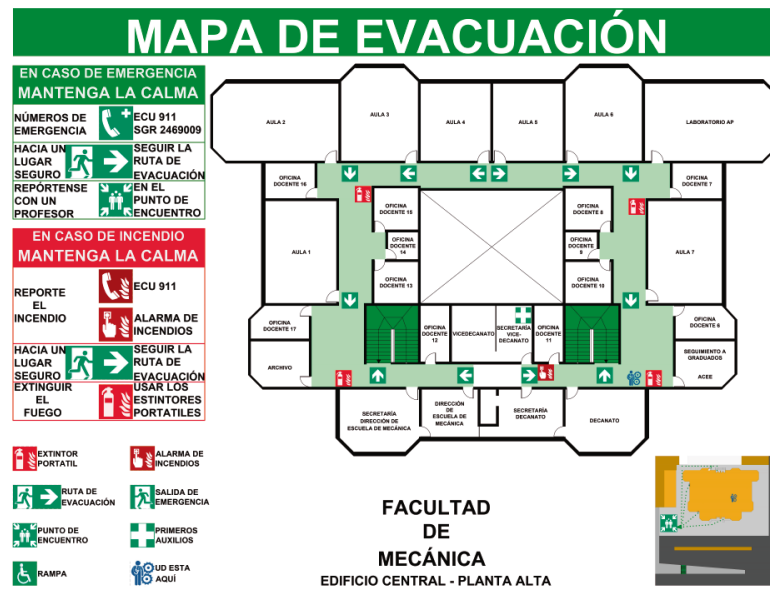 MAPA DE EVACUACIÓN
EN CASO DE EMERGENCIA
MANTENGA LA CALMA
NÚMEROS DE
EMERGENCIA
ECU 911
SGR 2469009
HACIA UN
LUGAR
SEGURO
SEGUIR LA
RUTA DE
EVACUACIÓN
REPÓRTENSE
CON UN
PROFESOR
EN EL
PUNTO DE
ENCUENTRO
EN CASO DE INCENDIO
MANTENGA LA CALMA
REPORTE
EL
INCENDIO
ECU 911
ALARMA DE
INCENDIOS
HACIA UN
LUGAR
SEGURO
SEGUIR LA
RUTA DE
EVACUACIÓN
EXTINGUIR
EL
FUEGO
USAR LOS
ESTINTORES
PORTATILES
EXTINTOR
PORTATIL
ALARMA DE
INCENDIOS
RUTA DE
EVACUACIÓN
SALIDA DE
EMERGENCIA
PUNTO DE
ENCUENTRO
PRIMEROS
AUXILIOS
RAMPA
UD ESTA
AQUÍ
AULA 2
AULA 3
AULA 4
AULA 5
AULA 6
LABORATORIO AP
OFICINA
DOCENTE 16
OFICINA
DOCENTE 7
OFICINA
DOCENTE 15
OFICINA
DOCENTE 8
AULA 1
OFICINA
DOCENTE
14
OFICINA
DOCENTE
9
AULA 7
OFICINA
DOCENTE 13
OFICINA
DOCENTE 10
OFICINA
DOCENTE 17
OFICINA
DOCENTE
12
VICEDECANATO
SECRETARÍA
VICE-
DECANATO
OFICINA
DOCENTE
11
OFICINA
DOCENTE 6
ARCHIVO
SEGUIMIENTO A
GRADUADOS
ACEE
SECRETARÍA
DIRECCIÓN DE
ESCUELA DE MECÁNICA
DIRECCIÓN
DE
ESCUELA DE
MECÁNICA
SECRETARÍA
DECANATO
DECANATO
FACULTAD
DE
MECÁNICA
EDIFICIO CENTRAL - PLANTA ALTA